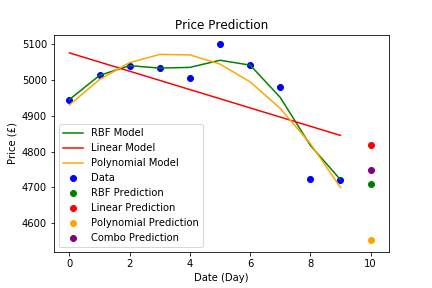 Price Prediction
5100
5000
4900
4800
4700
4600
Price (£)
RBF Model
Linear Model
Polynomial Model
Data
RBF Prediction
Linear Prediction
Polynomial Prediction
Combo Prediction
0 2 4 6 8 10
Date (Day)